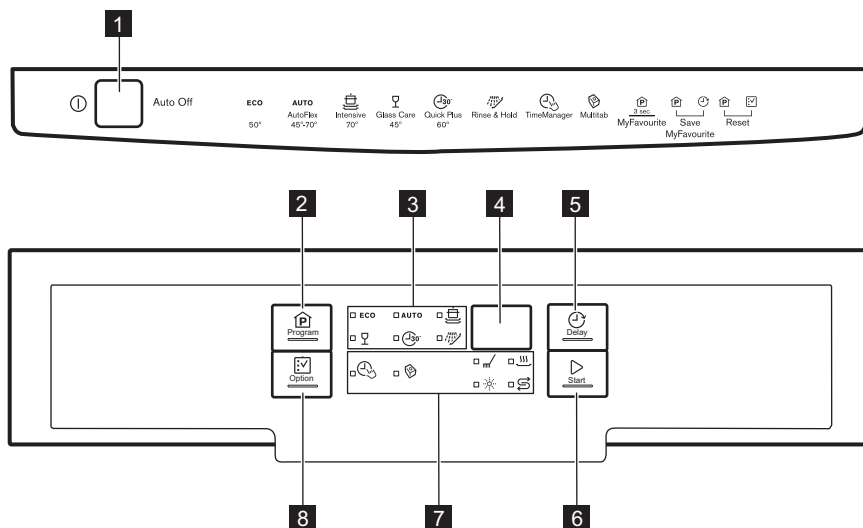 1
Auto Off
ECO
50°
AUTO
AutoFlex
45°-70°
Intensive
70°
Glass Care
45°
30'
Quick Plus
60°
Rinse & Hold
TimeManager
Multitab
P
3 sec
MyFavourite
P
Save
MyFavourite
P
Reset
2
3
4
5
P
Program
ECO
AUTO
30'
Delay
Option
Start
8
7
6